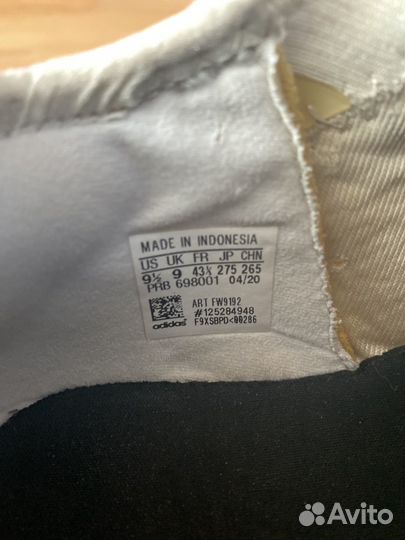 MADE IN INDONESIA
US UK FR JP CHN
9½ 9 43⅓ 275 265
PRB 698001 04/20
ART FW9192
#125284948
adidas F9XSBPD<00286
Avito